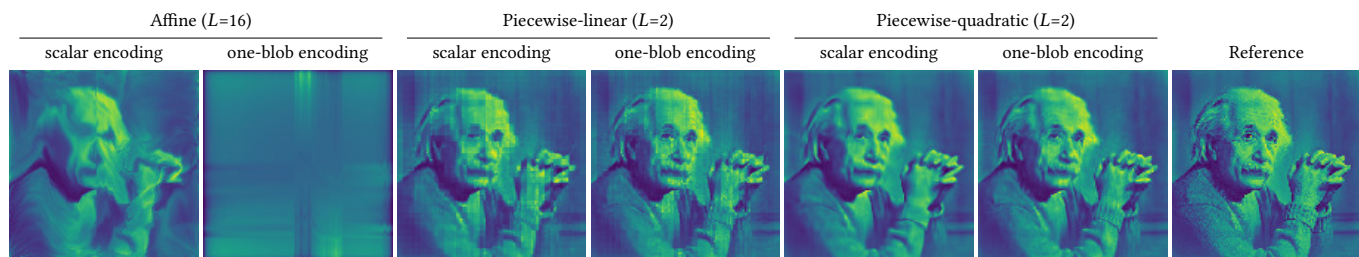 Affine (L=16) Piecewise-linear (L=2) Piecewise-quadratic (L=2)
scalar encoding one-blob encoding scalar encoding one-blob encoding scalar encoding one-blob encoding Reference